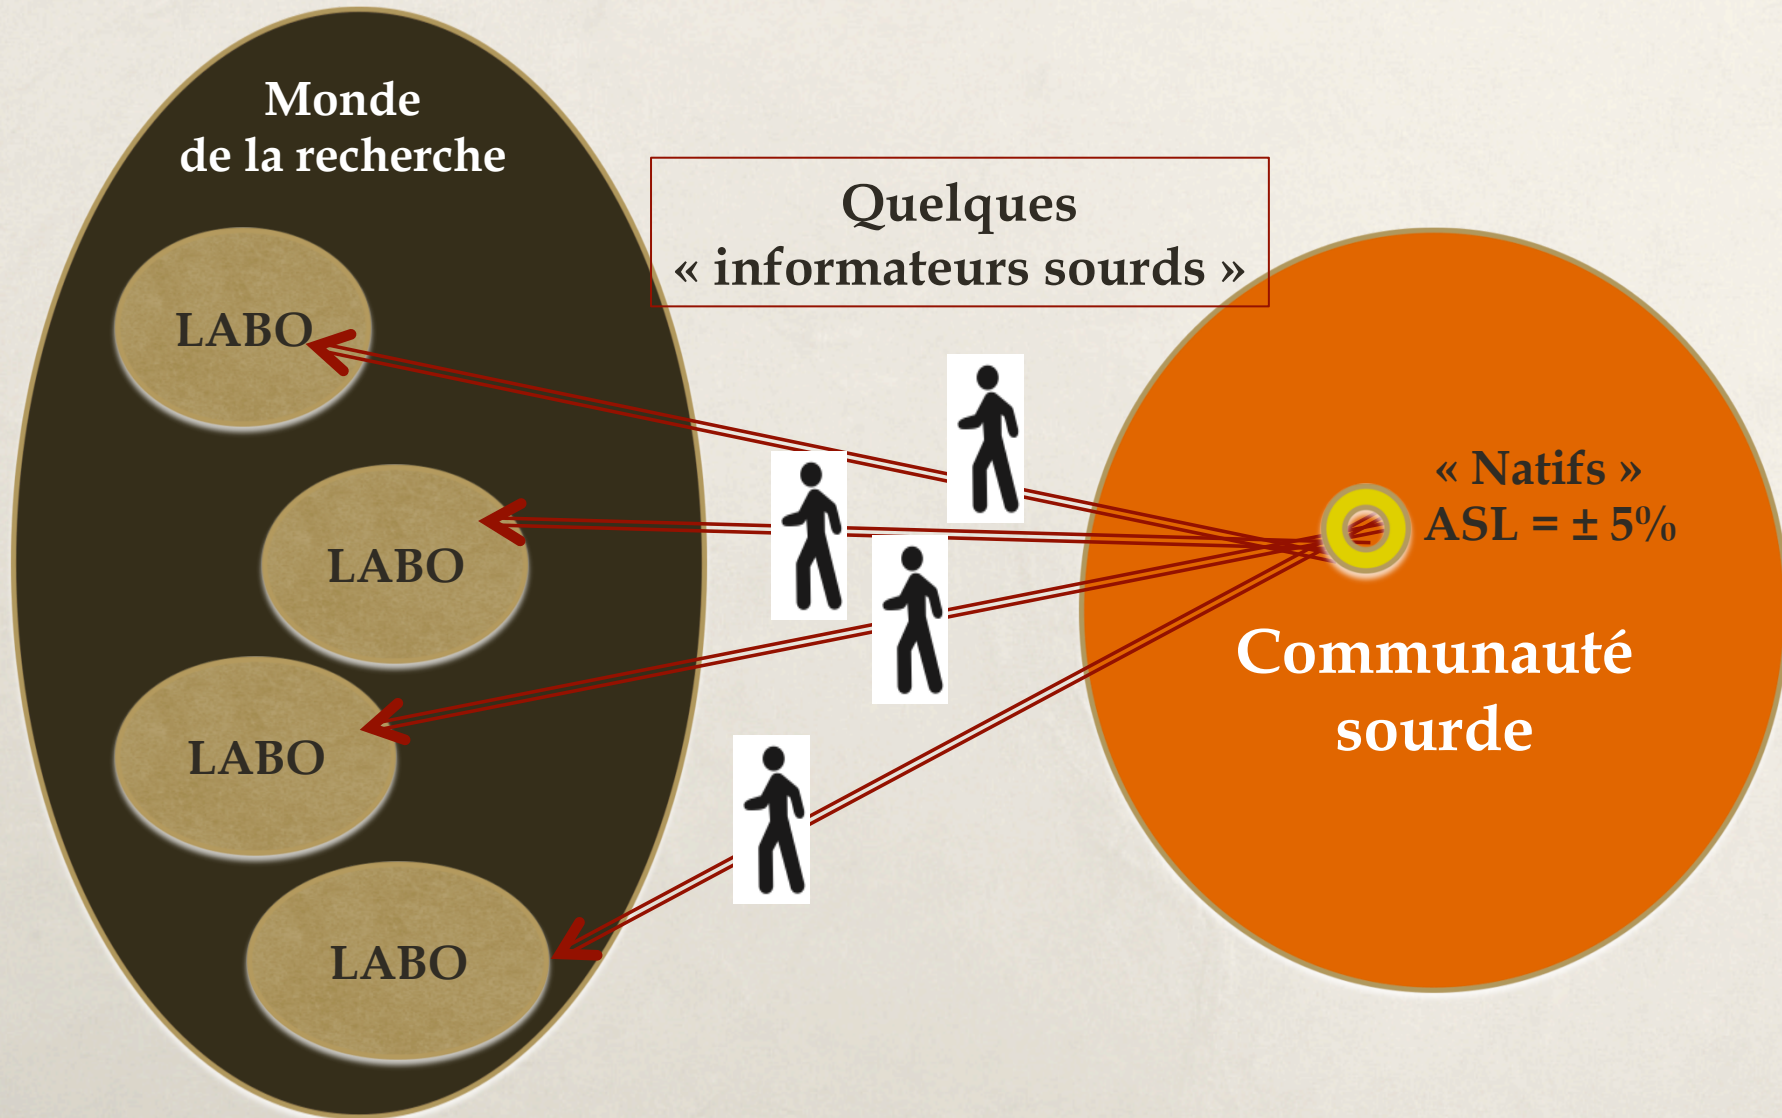 Monde
de la recherche
Quelques
« informateurs sourds »
LABO
LABO
LABO
LABO
« Natifs »
ASL = ± 5%
Communauté
sourde